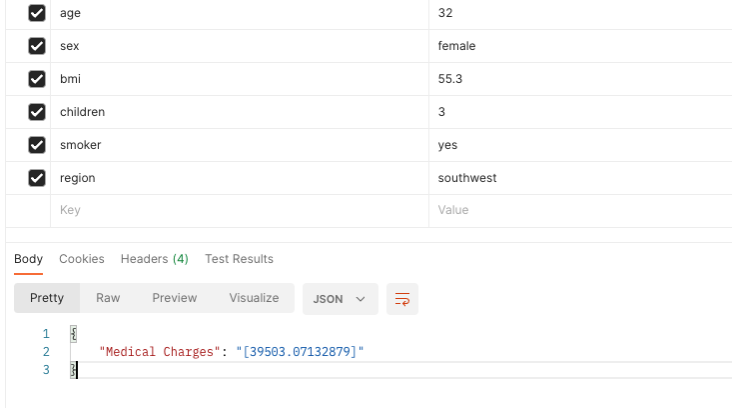 age 32
sex female
bmi 55.3
children 3
smoker yes
region southwest
Key Value
Body Cookies Headers (4) Test Results
Pretty Raw Preview Visualize JSON
1 {
2 "Medical Charges": "[39503.07132879]"
3 }